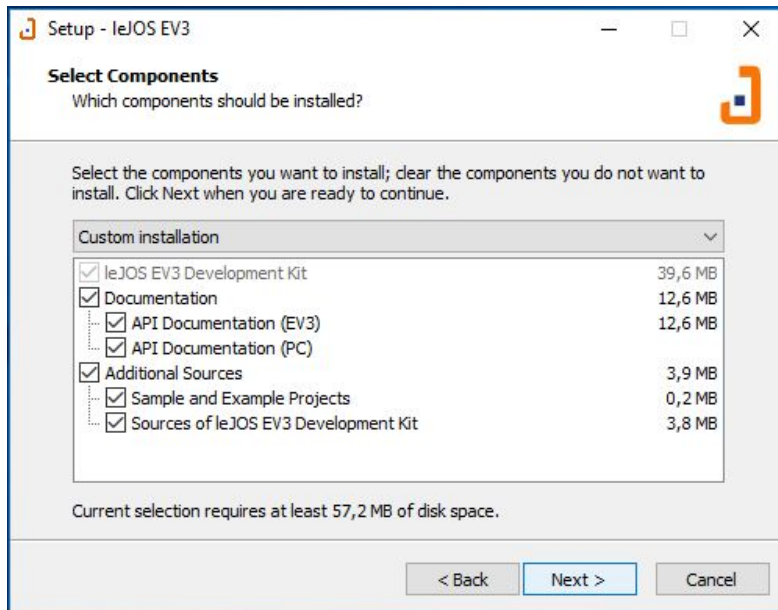 Setup - leJOS EV3
Select Components
Which components should be installed?
Select the components you want to install; clear the components you do not want to
install. Click Next when you are ready to continue.
Custom installation
leJOS EV3 Development Kit 39,6 MB
Documentation 12,6 MB
API Documentation (EV3) 12,6 MB
API Documentation (PC)
Additional Sources 3,9 MB
Sample and Example Projects 0,2 MB
Sources of leJOS EV3 Development Kit 3,8 MB
Current selection requires at least 57,2 MB of disk space.
< Back Next > Cancel